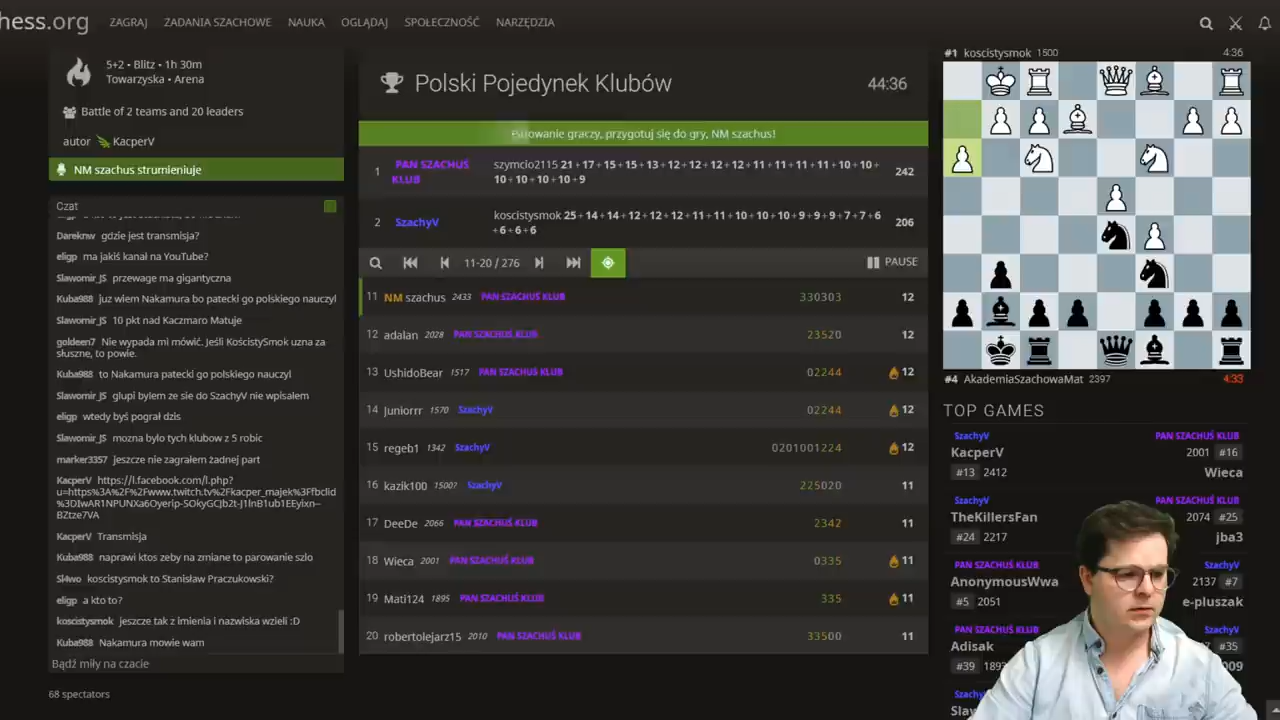 hess.org
ZAGRAJ ZADANIA SZACHOWE NAUKA OGLĄDAJ SPOŁECZNOŚĆ NARZĘDZIA
5+2 • Blitz • 1h 30m
Towarzyska • Arena
Battle of 2 teams and 20 leaders
autor KacperV
NM szachus strumieniuje
Czat
Dareknw gdzie jest transmisja?
eligp ma jakiś kanal na YouTube?
Slawomir_JS przewage ma gigantyczna
Kuba988 juz wiem Nakamura bo patecki go polskiego nauczyl
Slawomir_JS 10 pkt nad Kaczmaro Matuje
goldeen7 Nie wypada mi mówić. Jeśli KościstySmok uzna za
słuszne, to powie.
Kuba988 to Nakamura patecki go polskiego nauczyl
Slawomir_JS glupi bylem ze sie do SzachyV nie wpisalem
eligp wtedy byś pograł dzis
Slawomir_JS mozna bylo tych klubow z 5 robic
marker3357 jeszcze nie zagrałem żadnej part
KacperV https://l.facebook.com/l.php?
u=https%3A%2F%2Fwww.twitch.tv%2Fkacper_majek%3Ffbclid
%3DIwAR1NPUNXa6Oyerip-SOkyGCJb2t-J1InB1ub1EEyixn--
BZtze7VA
KacperV Transmisja
Kuba988 naprawi ktos zeby na zmiane to parowanie szlo
Sl4wo koscistysmok to Stanisław Praczukowski?
eligp a kto to?
koscistysmok jeszcze tak z imienia i nazwiska wzieli :D
Kuba988 Nakamura mowie wam
Bądź miły na czacie
68 spectators
Polski Pojedynek Klubów 44:36
Parowanie graczy, przygotuj się do gry, NM szachus!
1 PAN SZACHUŚ KLUB szymcio2115 21+17+15+15+13+12+12+12+12+11+11+11+11+10+10+
10+10+10+10+9 242
2 SzachyV koscistysmok 25+14+14+12+12+12+11+11+10+10+10+9+9+9+7+7+6
+6+6+6 206
11-20 / 276 PAUSE
11 NM szachus 2433 PAN SZACHUŚ KLUB 330303 12
12 adalan 2028 PAN SZACHUŚ KLUB 23520 12
13 UshidoBear 1517 PAN SZACHUŚ KLUB 02244 12
14 Juniorrr 1570 SzachyV 02244 12
15 regeb1 1342 SzachyV 0201001224 12
16 kazik100 1500? SzachyV 225020 11
17 DeeDe 2066 PAN SZACHUŚ KLUB 2342 11
18 Wieca 2001 PAN SZACHUŚ KLUB 0335 11
19 Mati124 1895 PAN SZACHUŚ KLUB 335 11
20 robertolejarz15 2010 PAN SZACHUŚ KLUB 33500 11
#1 koscistysmok 1500 4:36
#4 AkademiaSzachowaMat 2397 4:33
TOP GAMES
SzachyV PAN SZACHUŚ KLUB
KacperV 2001 #16
#13 2412 Wieca
SzachyV PAN SZACHUŚ KLUB
TheKillersFan 2074 #25
#24 2217 jba3
PAN SZACHUŚ KLUB SzachyV
AnonymousWwa 2137 #7
#5 2051 e-pluszak
PAN SZACHUŚ KLUB SzachyV
Adisak #35
#39 1893 009
SzachyV
Slaw